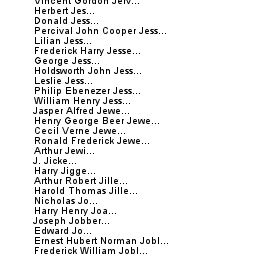 Vincent Gordon Jerv...
Herbert Jes...
Donald Jess...
Percival John Cooper Jess...
Lilian Jess...
Frederick Harry Jesse...
George Jess...
Holdsworth John Jess...
Leslie Jess...
Philip Ebenezer Jess...
William Henry Jess...
Jasper Alfred Jewe...
Henry George Beer Jewe...
Cecil Verne Jewe...
Ronald Frederick Jewe...
Arthur Jewi...
J. Jicke...
Harry Jigge...
Arthur Robert Jille...
Harold Thomas Jille...
Nicholas Jo...
Harry Henry Joa...
Joseph Jobber...
Edward Jo...
Ernest Hubert Norman Jobl...
Frederick William Jobl...